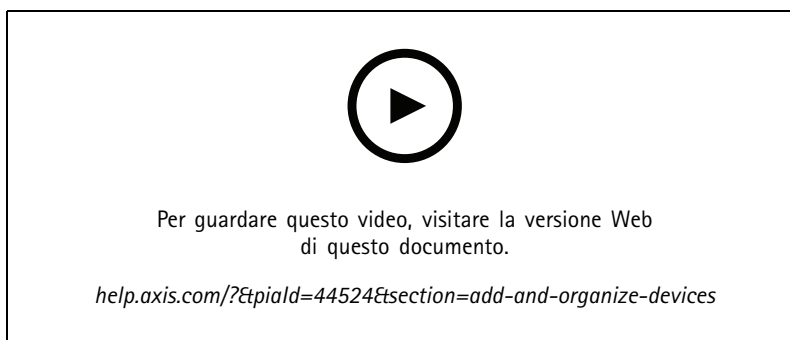 Per guardare questo video, visitare la versione Web
di questo documento.
help.axis.com/?&piaId=44524&section=add-and-organize-devices